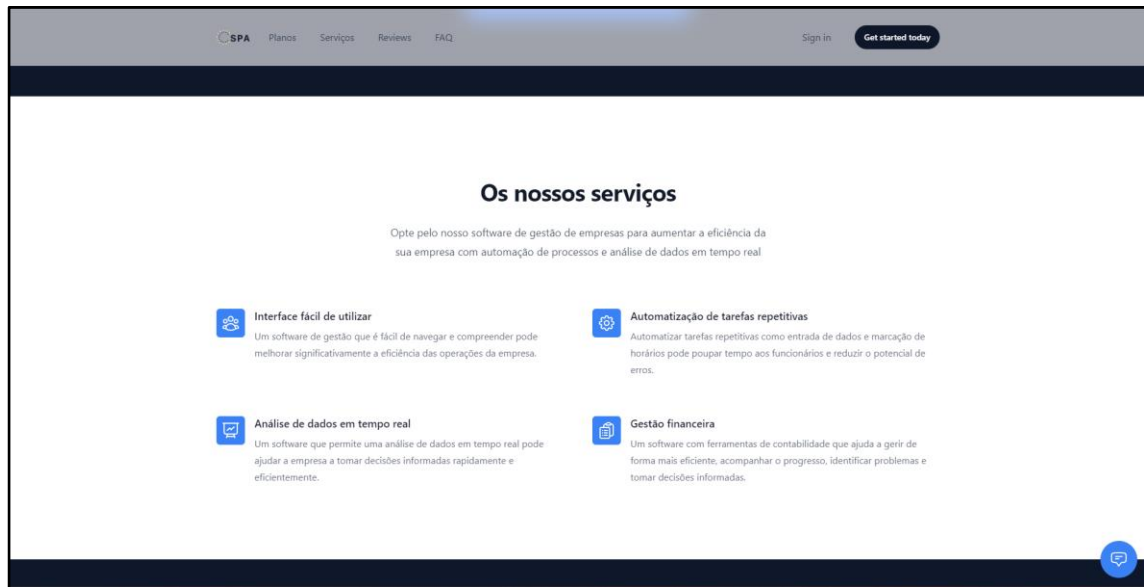 SPA Planos Serviços Reviews FAQ Sign in Get started today
Os nossos serviços
Opte pelo nosso software de gestão de empresas para aumentar a eficiência da
sua empresa com automação de processos e análise de dados em tempo real
Interface fácil de utilizar
Um software de gestão que é fácil de navegar e compreender pode
melhorar significativamente a eficiência das operações da empresa.
Automatização de tarefas repetitivas
Automatizar tarefas repetitivas como entrada de dados e marcação de
horários pode poupar tempo aos funcionários e reduzir o potencial de
erros.
Análise de dados em tempo real
Um software que permite uma análise de dados em tempo real pode
ajudar a empresa a tomar decisões informadas rapidamente e
eficientemente.
Gestão financeira
Um software com ferramentas de contabilidade que ajuda a gerir de
forma mais eficiente, acompanhar o progresso, identificar problemas e
tomar decisões informadas.